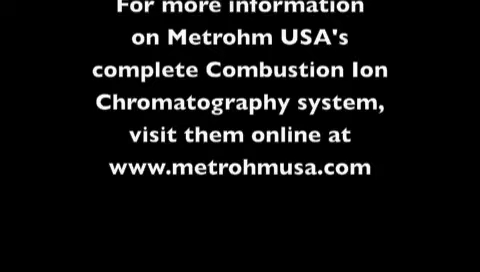 For more information
on Metrohm USA's
complete Combustion Ion
Chromatography system,
visit them online at
www.metrohmusa.com